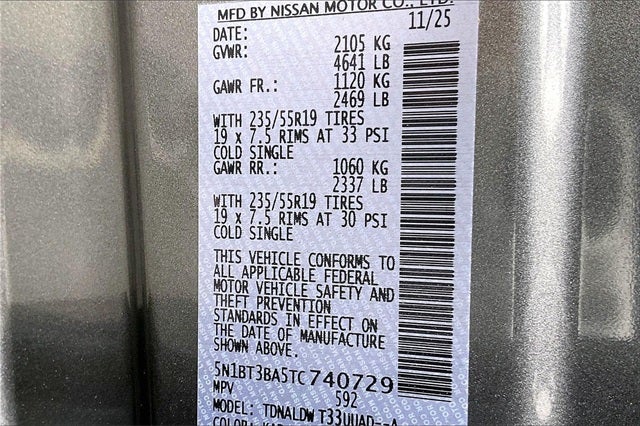 MFD BY NISSAN MOTOR CO., LTD.
DATE: 11/25
GVWR: 2105 KG
4641 LB
GAWR FR.: 1120 KG
2469 LB
WITH 235/55R19 TIRES
19 x 7.5 RIMS AT 33 PSI
COLD SINGLE
GAWR RR.: 1060 KG
2337 LB
WITH 235/55R19 TIRES
19 x 7.5 RIMS AT 30 PSI
COLD SINGLE
THIS VEHICLE CONFORMS TO
ALL APPLICABLE FEDERAL
MOTOR VEHICLE SAFETY AND
THEFT PREVENTION
STANDARDS IN EFFECT ON
THE DATE OF MANUFACTURE
SHOWN ABOVE.
5N1BT3BA5TC740729
MPV 592
MODEL: TDNALDW T33UUAD--A
COLOR: